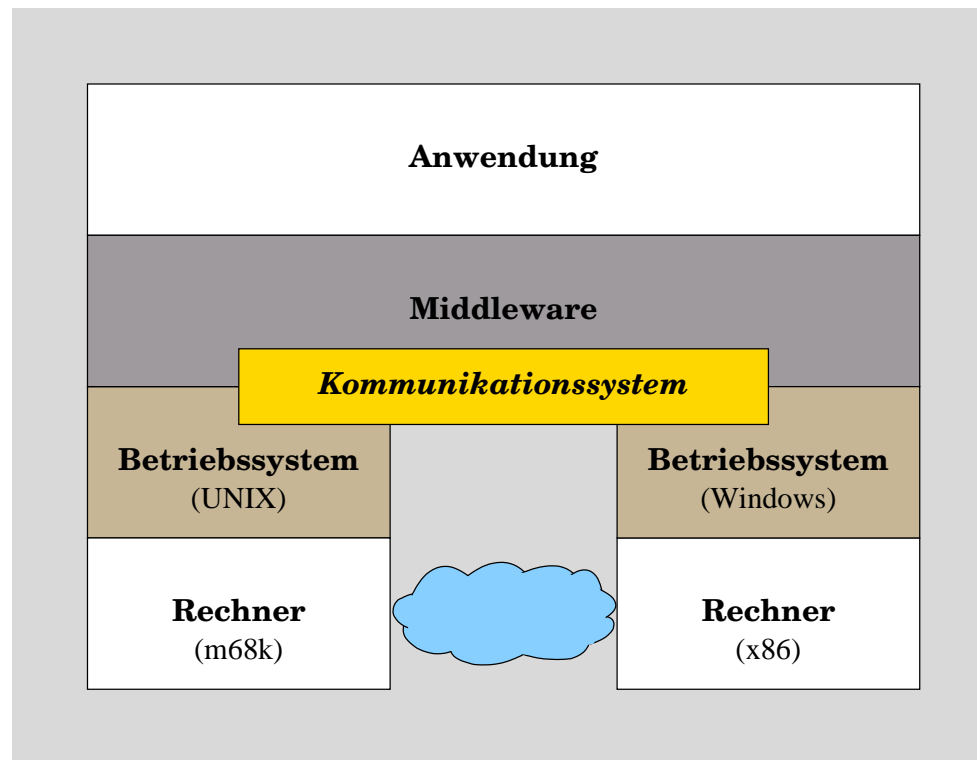 Anwendung
Middleware
Kommunikationssystem
Betriebssystem
(UNIX)
Betriebssystem
(Windows)
Rechner
(m68k)
Rechner
(x86)